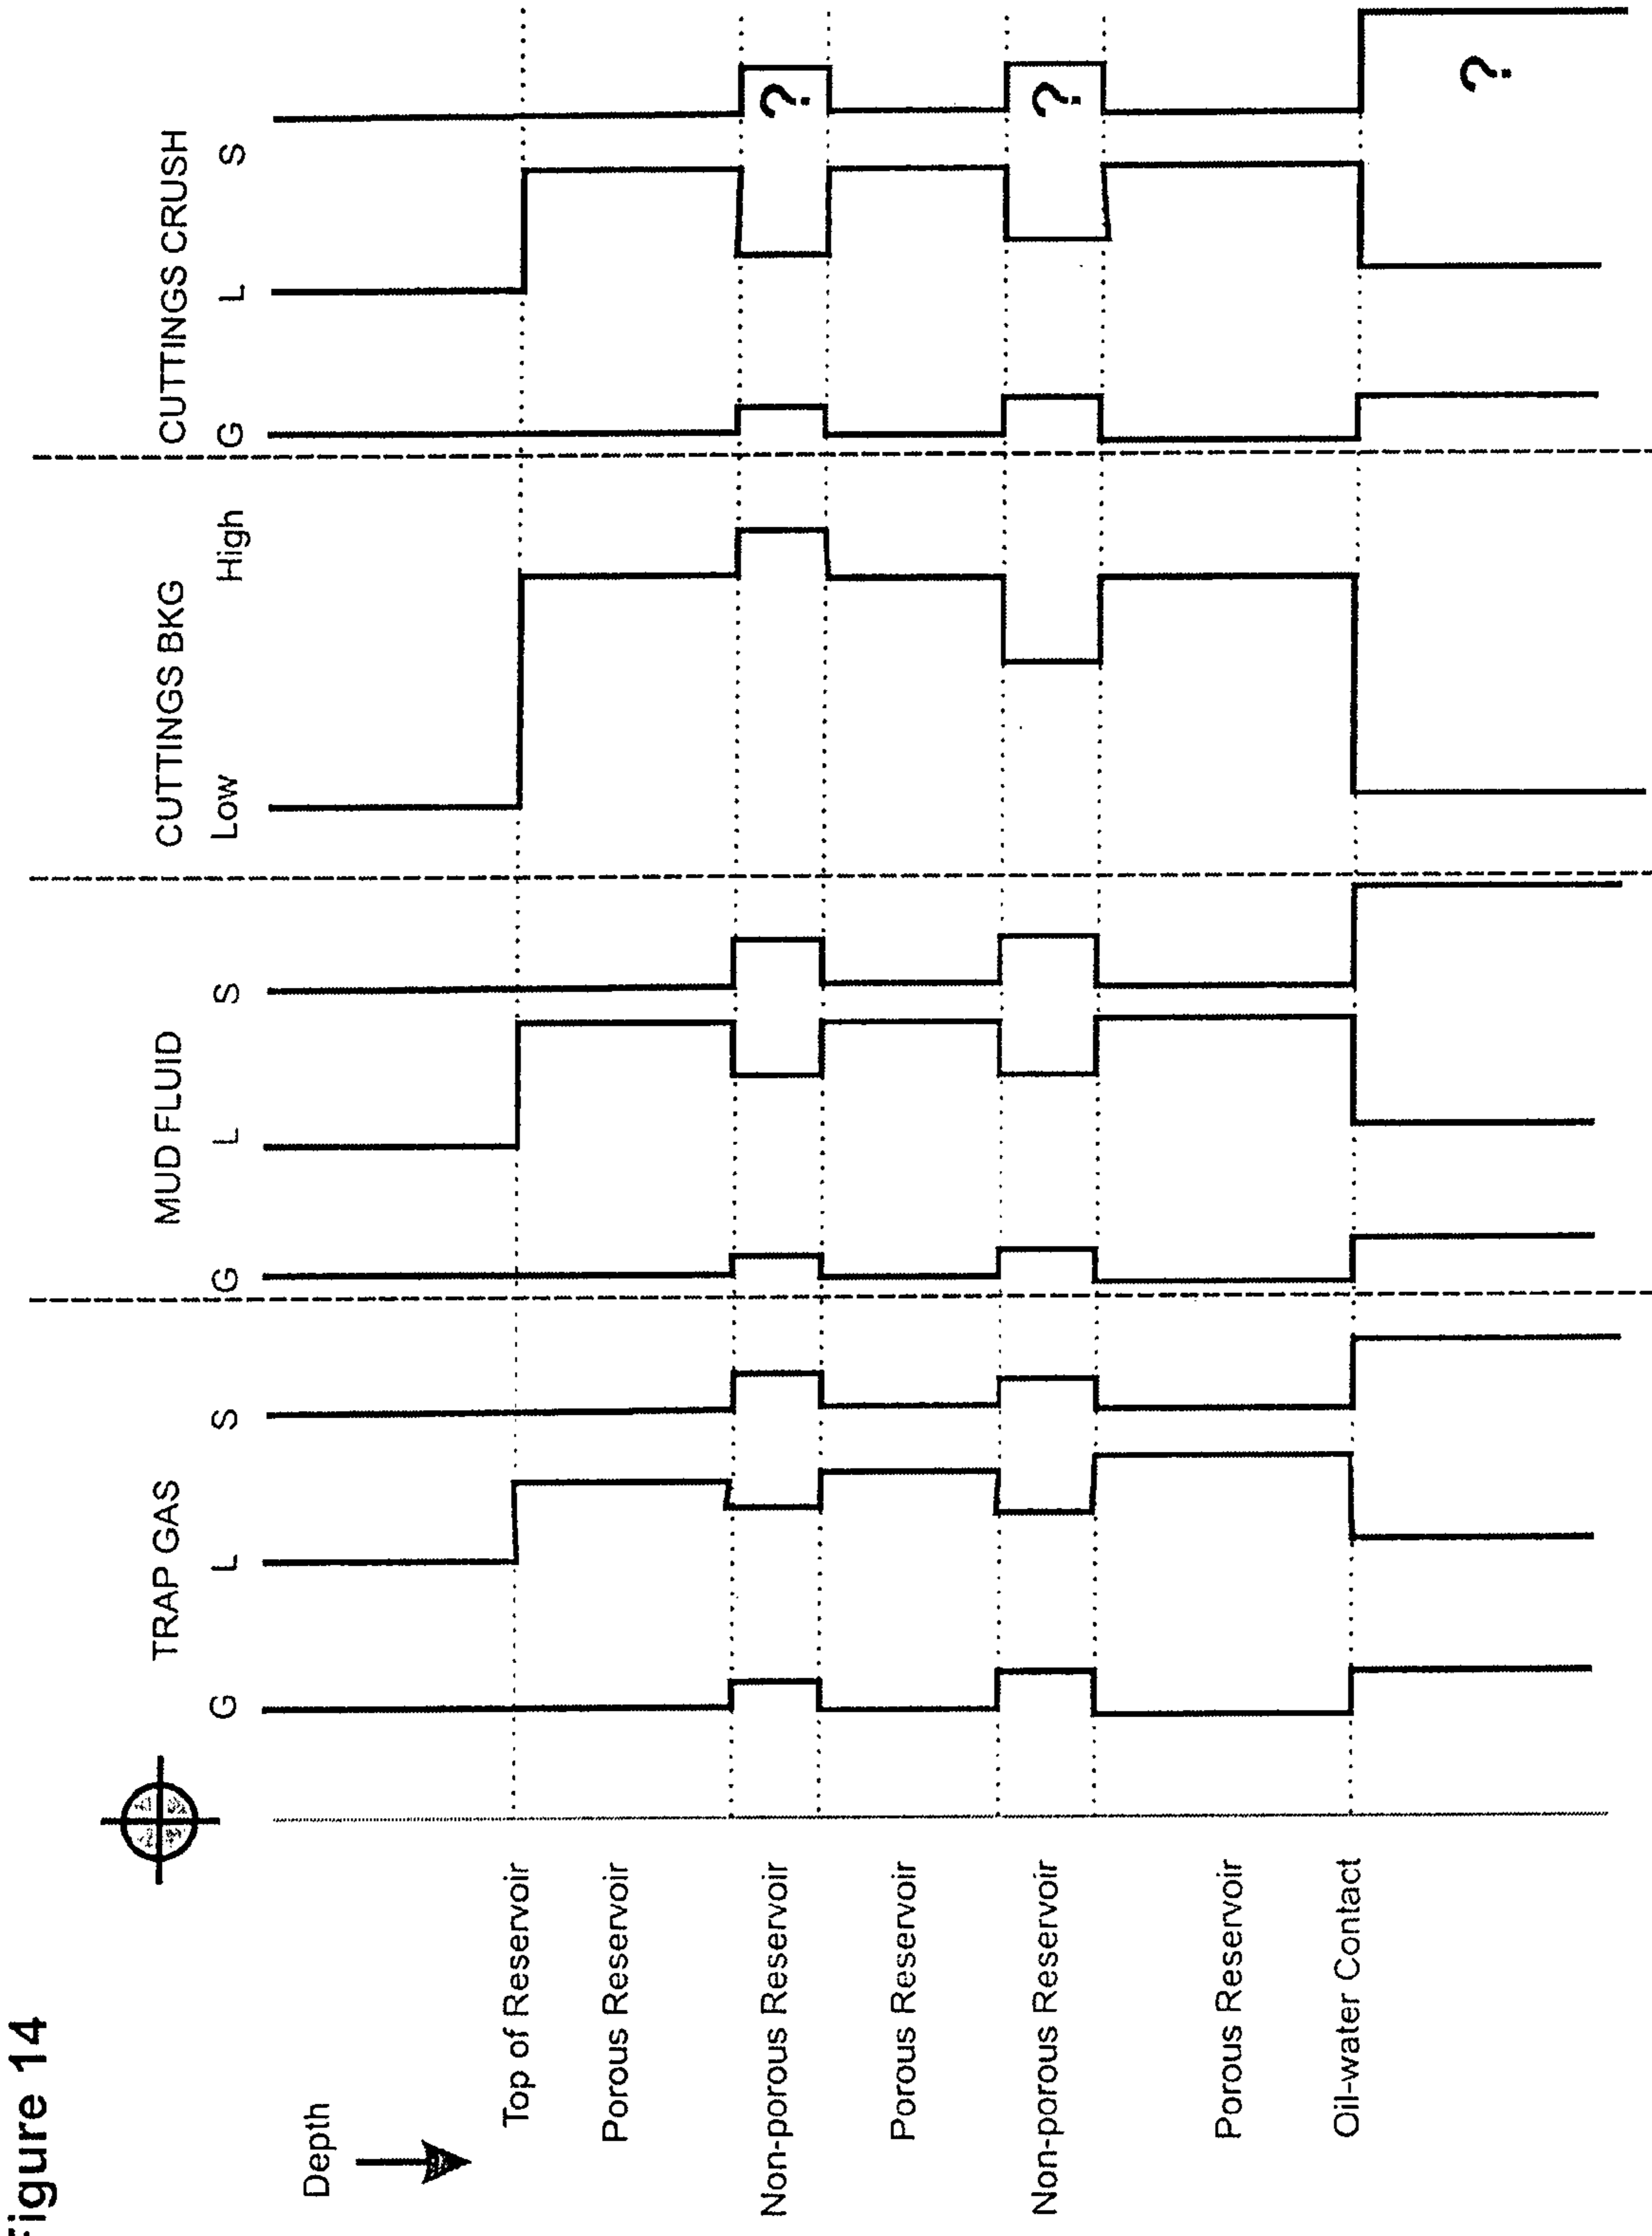 Figure 14
TRAP GAS
MUD FLUID
CUTTINGS BKG
CUTTINGS CRUSH
G
L
S
G
L
S
Low
High
G
L
S
Depth
Top of Reservoir
Porous Reservoir
Non-porous Reservoir
?
Porous Reservoir
Non-porous Reservoir
?
Porous Reservoir
Oil-water Contact
?